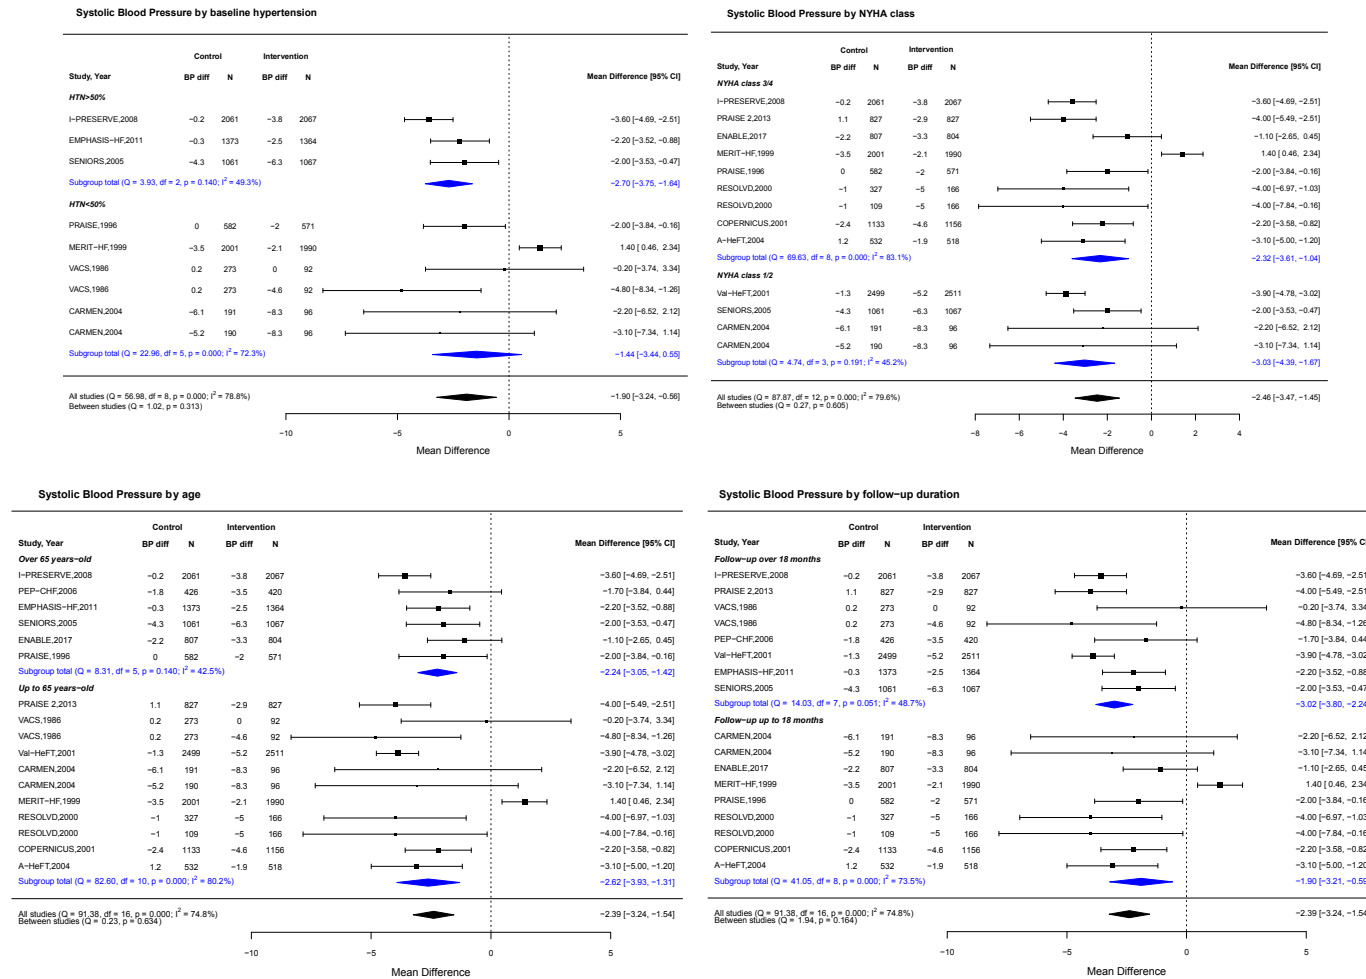 Systolic Blood Pressure by baseline hypertension
Control Intervention
Study, Year BP diff N BP diff N Mean Difference [95% CI]
HTN>50%
I−PRESERVE,2008 −0.2 2061 −3.8 2067 −3.60 [−4.69, −2.51]
EMPHASIS−HF,2011 −0.3 1373 −2.5 1364 −2.20 [−3.52, −0.88]
SENIORS,2005 −4.3 1061 −6.3 1067 −2.00 [−3.53, −0.47]
Subgroup total (Q = 3.93, df = 2, p = 0.140; I² = 49.3%) −2.70 [−3.75, −1.64]
HTN<50%
PRAISE,1996 0 582 −2 571 −2.00 [−3.84, −0.16]
MERIT−HF,1999 −3.5 2001 −2.1 1990 1.40 [ 0.46, 2.34]
VACS,1986 0.2 273 0 92 −0.20 [−3.74, 3.34]
VACS,1986 0.2 273 −4.6 92 −4.80 [−8.34, −1.26]
CARMEN,2004 −6.1 191 −8.3 96 −2.20 [−6.52, 2.12]
CARMEN,2004 −5.2 190 −8.3 96 −3.10 [−7.34, 1.14]
Subgroup total (Q = 22.96, df = 5, p = 0.000; I² = 72.3%) −1.44 [−3.44, 0.55]
All studies (Q = 56.98, df = 8, p = 0.000; I² = 78.8%) −1.90 [−3.24, −0.56]
Between studies (Q = 1.02, p = 0.313)
−10 −5 0 5
Mean Difference
Systolic Blood Pressure by NYHA class
Control Intervention
Study, Year BP diff N BP diff N Mean Difference [95% CI]
NYHA class 3/4
I−PRESERVE,2008 −0.2 2061 −3.8 2067 −3.60 [−4.69, −2.51]
PRAISE 2,2013 1.1 827 −2.9 827 −4.00 [−5.49, −2.51]
ENABLE,2017 −2.2 807 −3.3 804 −1.10 [−2.65, 0.45]
MERIT−HF,1999 −3.5 2001 −2.1 1990 1.40 [ 0.46, 2.34]
PRAISE,1996 0 582 −2 571 −2.00 [−3.84, −0.16]
RESOLVD,2000 −1 327 −5 166 −4.00 [−6.97, −1.03]
RESOLVD,2000 −1 109 −5 166 −4.00 [−7.84, −0.16]
COPERNICUS,2001 −2.4 1133 −4.6 1156 −2.20 [−3.58, −0.82]
A−HeFT,2004 1.2 532 −1.9 518 −3.10 [−5.00, −1.20]
Subgroup total (Q = 69.63, df = 8, p = 0.000; I² = 83.1%) −2.32 [−3.61, −1.04]
NYHA class 1/2
Val−HeFT,2001 −1.3 2499 −5.2 2511 −3.90 [−4.78, −3.02]
SENIORS,2005 −4.3 1061 −6.3 1067 −2.00 [−3.53, −0.47]
CARMEN,2004 −6.1 191 −8.3 96 −2.20 [−6.52, 2.12]
CARMEN,2004 −5.2 190 −8.3 96 −3.10 [−7.34, 1.14]
Subgroup total (Q = 4.74, df = 3, p = 0.191; I² = 45.2%) −3.03 [−4.39, −1.67]
All studies (Q = 87.87, df = 12, p = 0.000; I² = 79.6%) −2.46 [−3.47, −1.45]
Between studies (Q = 0.27, p = 0.605)
−8 −6 −4 −2 0 2 4
Mean Difference
Systolic Blood Pressure by age
Control Intervention
Study, Year BP diff N BP diff N Mean Difference [95% CI]
Over 65 years−old
I−PRESERVE,2008 −0.2 2061 −3.8 2067 −3.60 [−4.69, −2.51]
PEP−CHF,2006 −1.8 426 −3.5 420 −1.70 [−3.84, 0.44]
EMPHASIS−HF,2011 −0.3 1373 −2.5 1364 −2.20 [−3.52, −0.88]
SENIORS,2005 −4.3 1061 −6.3 1067 −2.00 [−3.53, −0.47]
ENABLE,2017 −2.2 807 −3.3 804 −1.10 [−2.65, 0.45]
PRAISE,1996 0 582 −2 571 −2.00 [−3.84, −0.16]
Subgroup total (Q = 8.31, df = 5, p = 0.140; I² = 42.5%) −2.24 [−3.05, −1.42]
Up to 65 years−old
PRAISE 2,2013 1.1 827 −2.9 827 −4.00 [−5.49, −2.51]
VACS,1986 0.2 273 0 92 −0.20 [−3.74, 3.34]
VACS,1986 0.2 273 −4.6 92 −4.80 [−8.34, −1.26]
Val−HeFT,2001 −1.3 2499 −5.2 2511 −3.90 [−4.78, −3.02]
CARMEN,2004 −6.1 191 −8.3 96 −2.20 [−6.52, 2.12]
CARMEN,2004 −5.2 190 −8.3 96 −3.10 [−7.34, 1.14]
MERIT−HF,1999 −3.5 2001 −2.1 1990 1.40 [ 0.46, 2.34]
RESOLVD,2000 −1 327 −5 166 −4.00 [−6.97, −1.03]
RESOLVD,2000 −1 109 −5 166 −4.00 [−7.84, −0.16]
COPERNICUS,2001 −2.4 1133 −4.6 1156 −2.20 [−3.58, −0.82]
A−HeFT,2004 1.2 532 −1.9 518 −3.10 [−5.00, −1.20]
Subgroup total (Q = 82.60, df = 10, p = 0.000; I² = 80.2%) −2.62 [−3.93, −1.31]
All studies (Q = 91.38, df = 16, p = 0.000; I² = 74.8%) −2.39 [−3.24, −1.54]
Between studies (Q = 0.23, p = 0.634)
−10 −5 0 5
Mean Difference
Systolic Blood Pressure by follow−up duration
Control Intervention
Study, Year BP diff N BP diff N Mean Difference [95% CI]
Follow−up over 18 months
I−PRESERVE,2008 −0.2 2061 −3.8 2067 −3.60 [−4.69, −2.51]
PRAISE 2,2013 1.1 827 −2.9 827 −4.00 [−5.49, −2.51]
VACS,1986 0.2 273 0 92 −0.20 [−3.74, 3.34]
VACS,1986 0.2 273 −4.6 92 −4.80 [−8.34, −1.26]
PEP−CHF,2006 −1.8 426 −3.5 420 −1.70 [−3.84, 0.44]
Val−HeFT,2001 −1.3 2499 −5.2 2511 −3.90 [−4.78, −3.02]
EMPHASIS−HF,2011 −0.3 1373 −2.5 1364 −2.20 [−3.52, −0.88]
SENIORS,2005 −4.3 1061 −6.3 1067 −2.00 [−3.53, −0.47]
Subgroup total (Q = 14.03, df = 7, p = 0.051; I² = 48.7%) −3.02 [−3.80, −2.24]
Follow−up up to 18 months
CARMEN,2004 −6.1 191 −8.3 96 −2.20 [−6.52, 2.12]
CARMEN,2004 −5.2 190 −8.3 96 −3.10 [−7.34, 1.14]
ENABLE,2017 −2.2 807 −3.3 804 −1.10 [−2.65, 0.45]
MERIT−HF,1999 −3.5 2001 −2.1 1990 1.40 [ 0.46, 2.34]
PRAISE,1996 0 582 −2 571 −2.00 [−3.84, −0.16]
RESOLVD,2000 −1 327 −5 166 −4.00 [−6.97, −1.03]
RESOLVD,2000 −1 109 −5 166 −4.00 [−7.84, −0.16]
COPERNICUS,2001 −2.4 1133 −4.6 1156 −2.20 [−3.58, −0.82]
A−HeFT,2004 1.2 532 −1.9 518 −3.10 [−5.00, −1.20]
Subgroup total (Q = 41.05, df = 8, p = 0.000; I² = 73.5%) −1.90 [−3.21, −0.59]
All studies (Q = 91.38, df = 16, p = 0.000; I² = 74.8%) −2.39 [−3.24, −1.54]
Between studies (Q = 1.94, p = 0.164)
−10 −5 0 5
Mean Difference